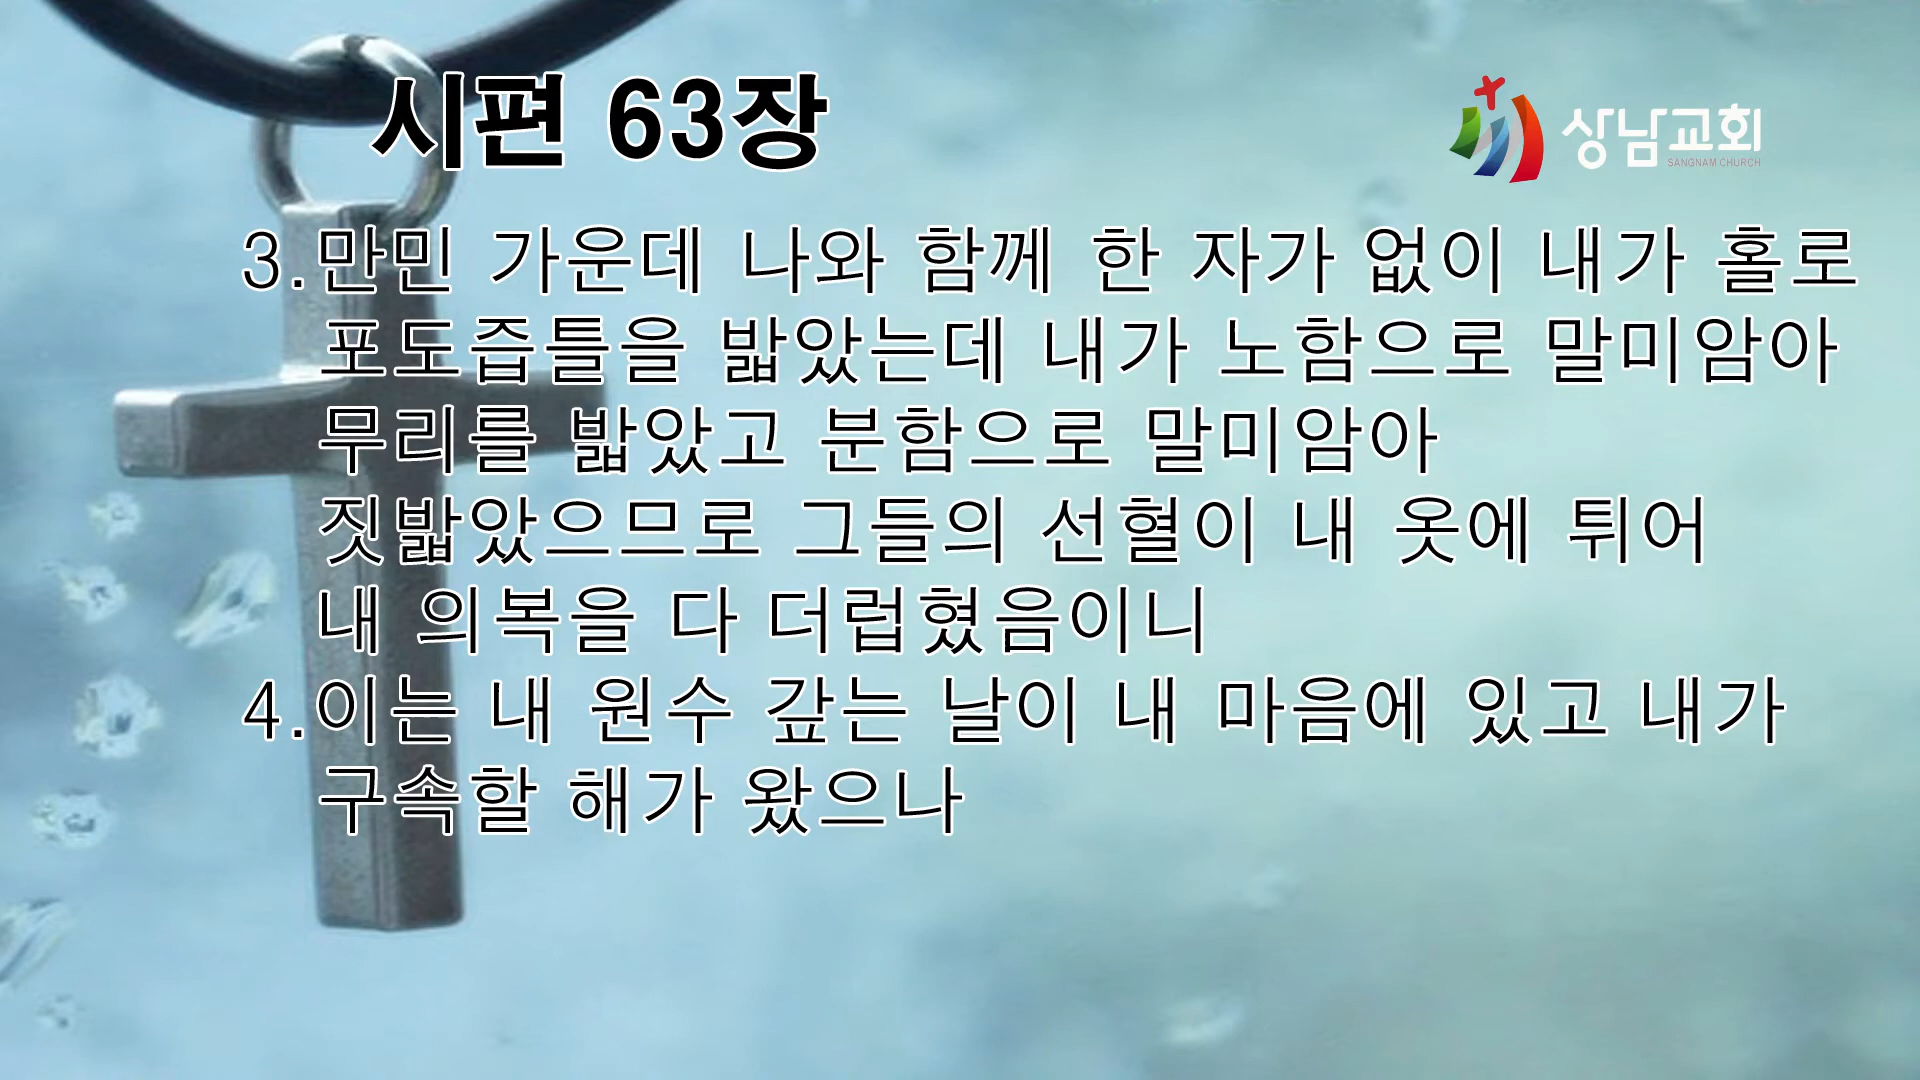 시편 63장
상남교회
SANGNAM CHURCH
3.만민 가운데 나와 함께 한 자가 없이 내가 홀로
포도즙틀을 밟았는데 내가 노함으로 말미암아
무리를 밟았고 분함으로 말미암아
짓밟았으므로 그들의 선혈이 내 옷에 튀어
내 의복을 다 더럽혔음이니
4.이는 내 원수 갚는 날이 내 마음에 있고 내가
구속할 해가 왔으나